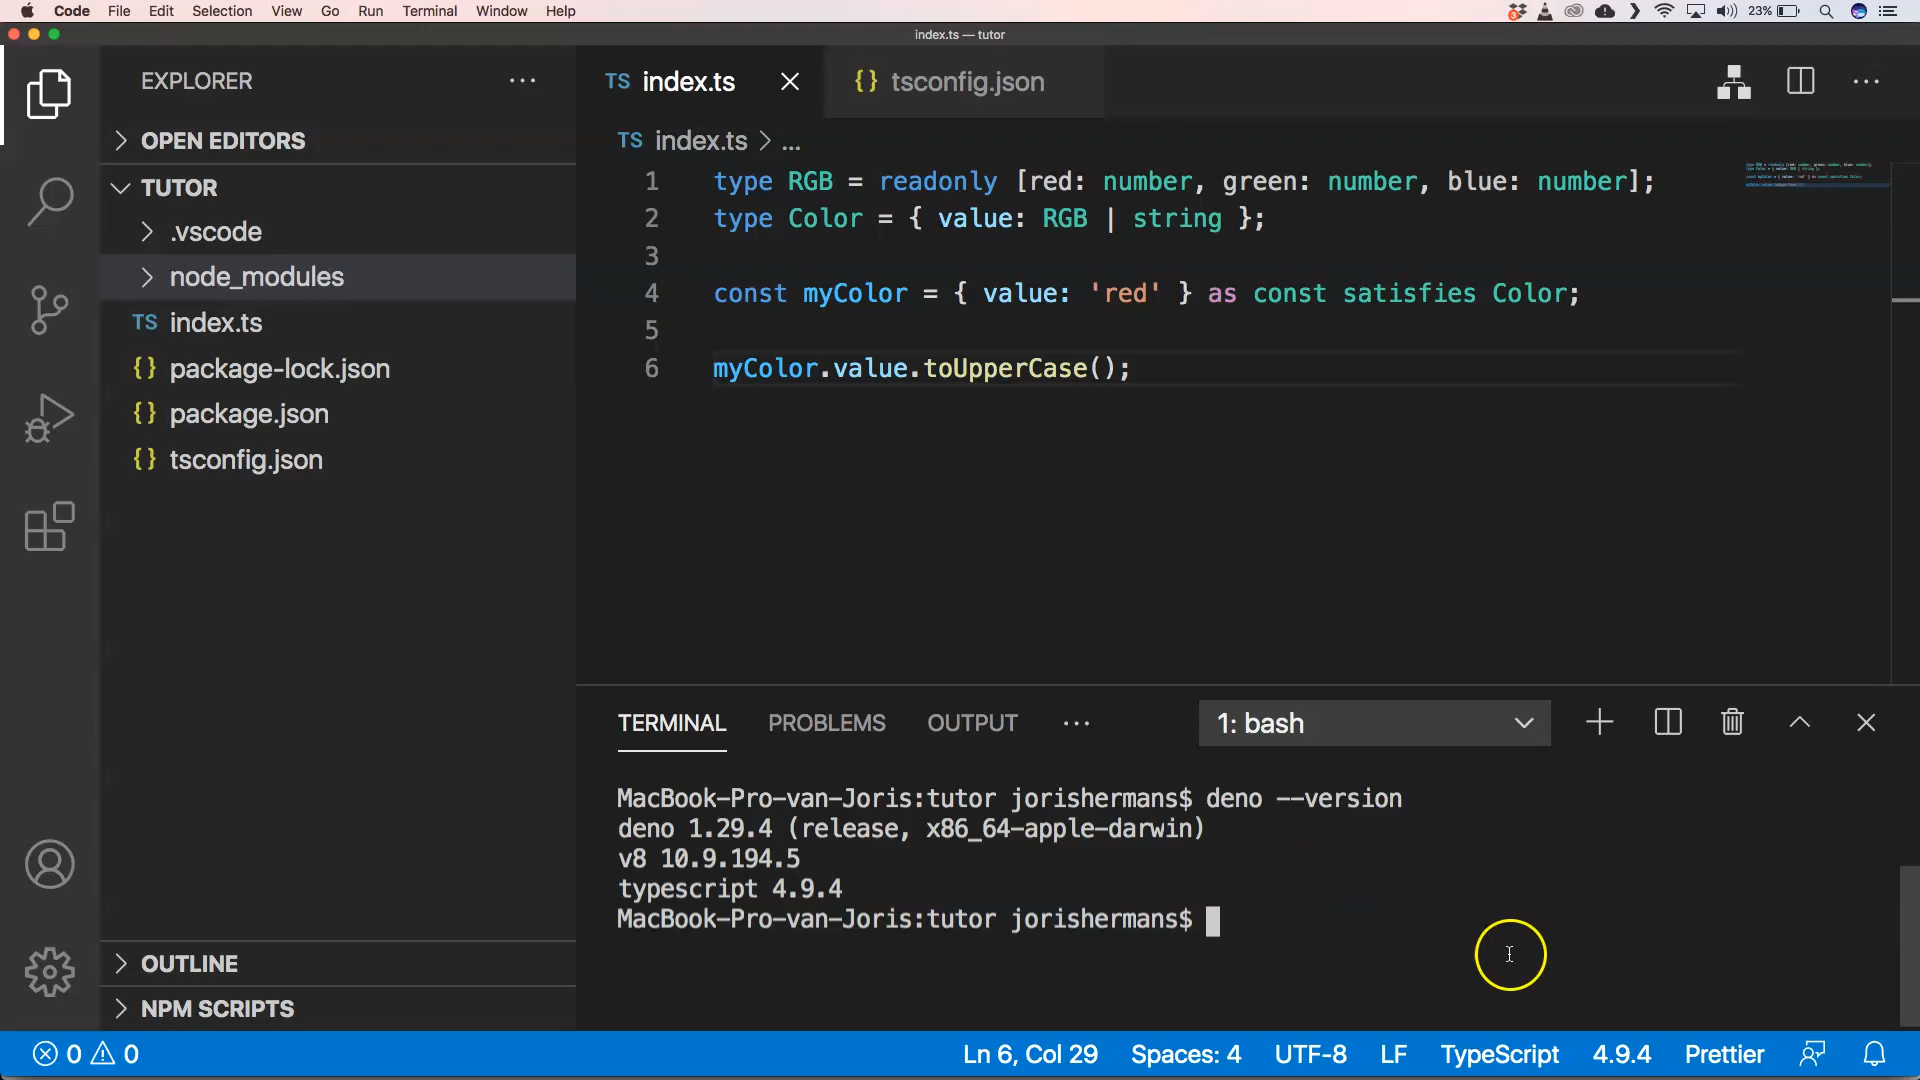 Code File Edit Selection View Go Run Terminal Window Help 23%
index.ts — tutor
EXPLORER
OPEN EDITORS
TUTOR
.vscode
node_modules
TS index.ts
{} package-lock.json
{} package.json
{} tsconfig.json
OUTLINE
NPM SCRIPTS
TS index.ts {} tsconfig.json
TS index.ts > ...
1 type RGB = readonly [red: number, green: number, blue: number];
2 type Color = { value: RGB | string };
3
4 const myColor = { value: 'red' } as const satisfies Color;
5
6 myColor.value.toUpperCase();
TERMINAL PROBLEMS OUTPUT 1: bash
MacBook-Pro-van-Joris:tutor jorishermans$ deno --version
deno 1.29.4 (release, x86_64-apple-darwin)
v8 10.9.194.5
typescript 4.9.4
MacBook-Pro-van-Joris:tutor jorishermans$
0 0 Ln 6, Col 29 Spaces: 4 UTF-8 LF TypeScript 4.9.4 Prettier